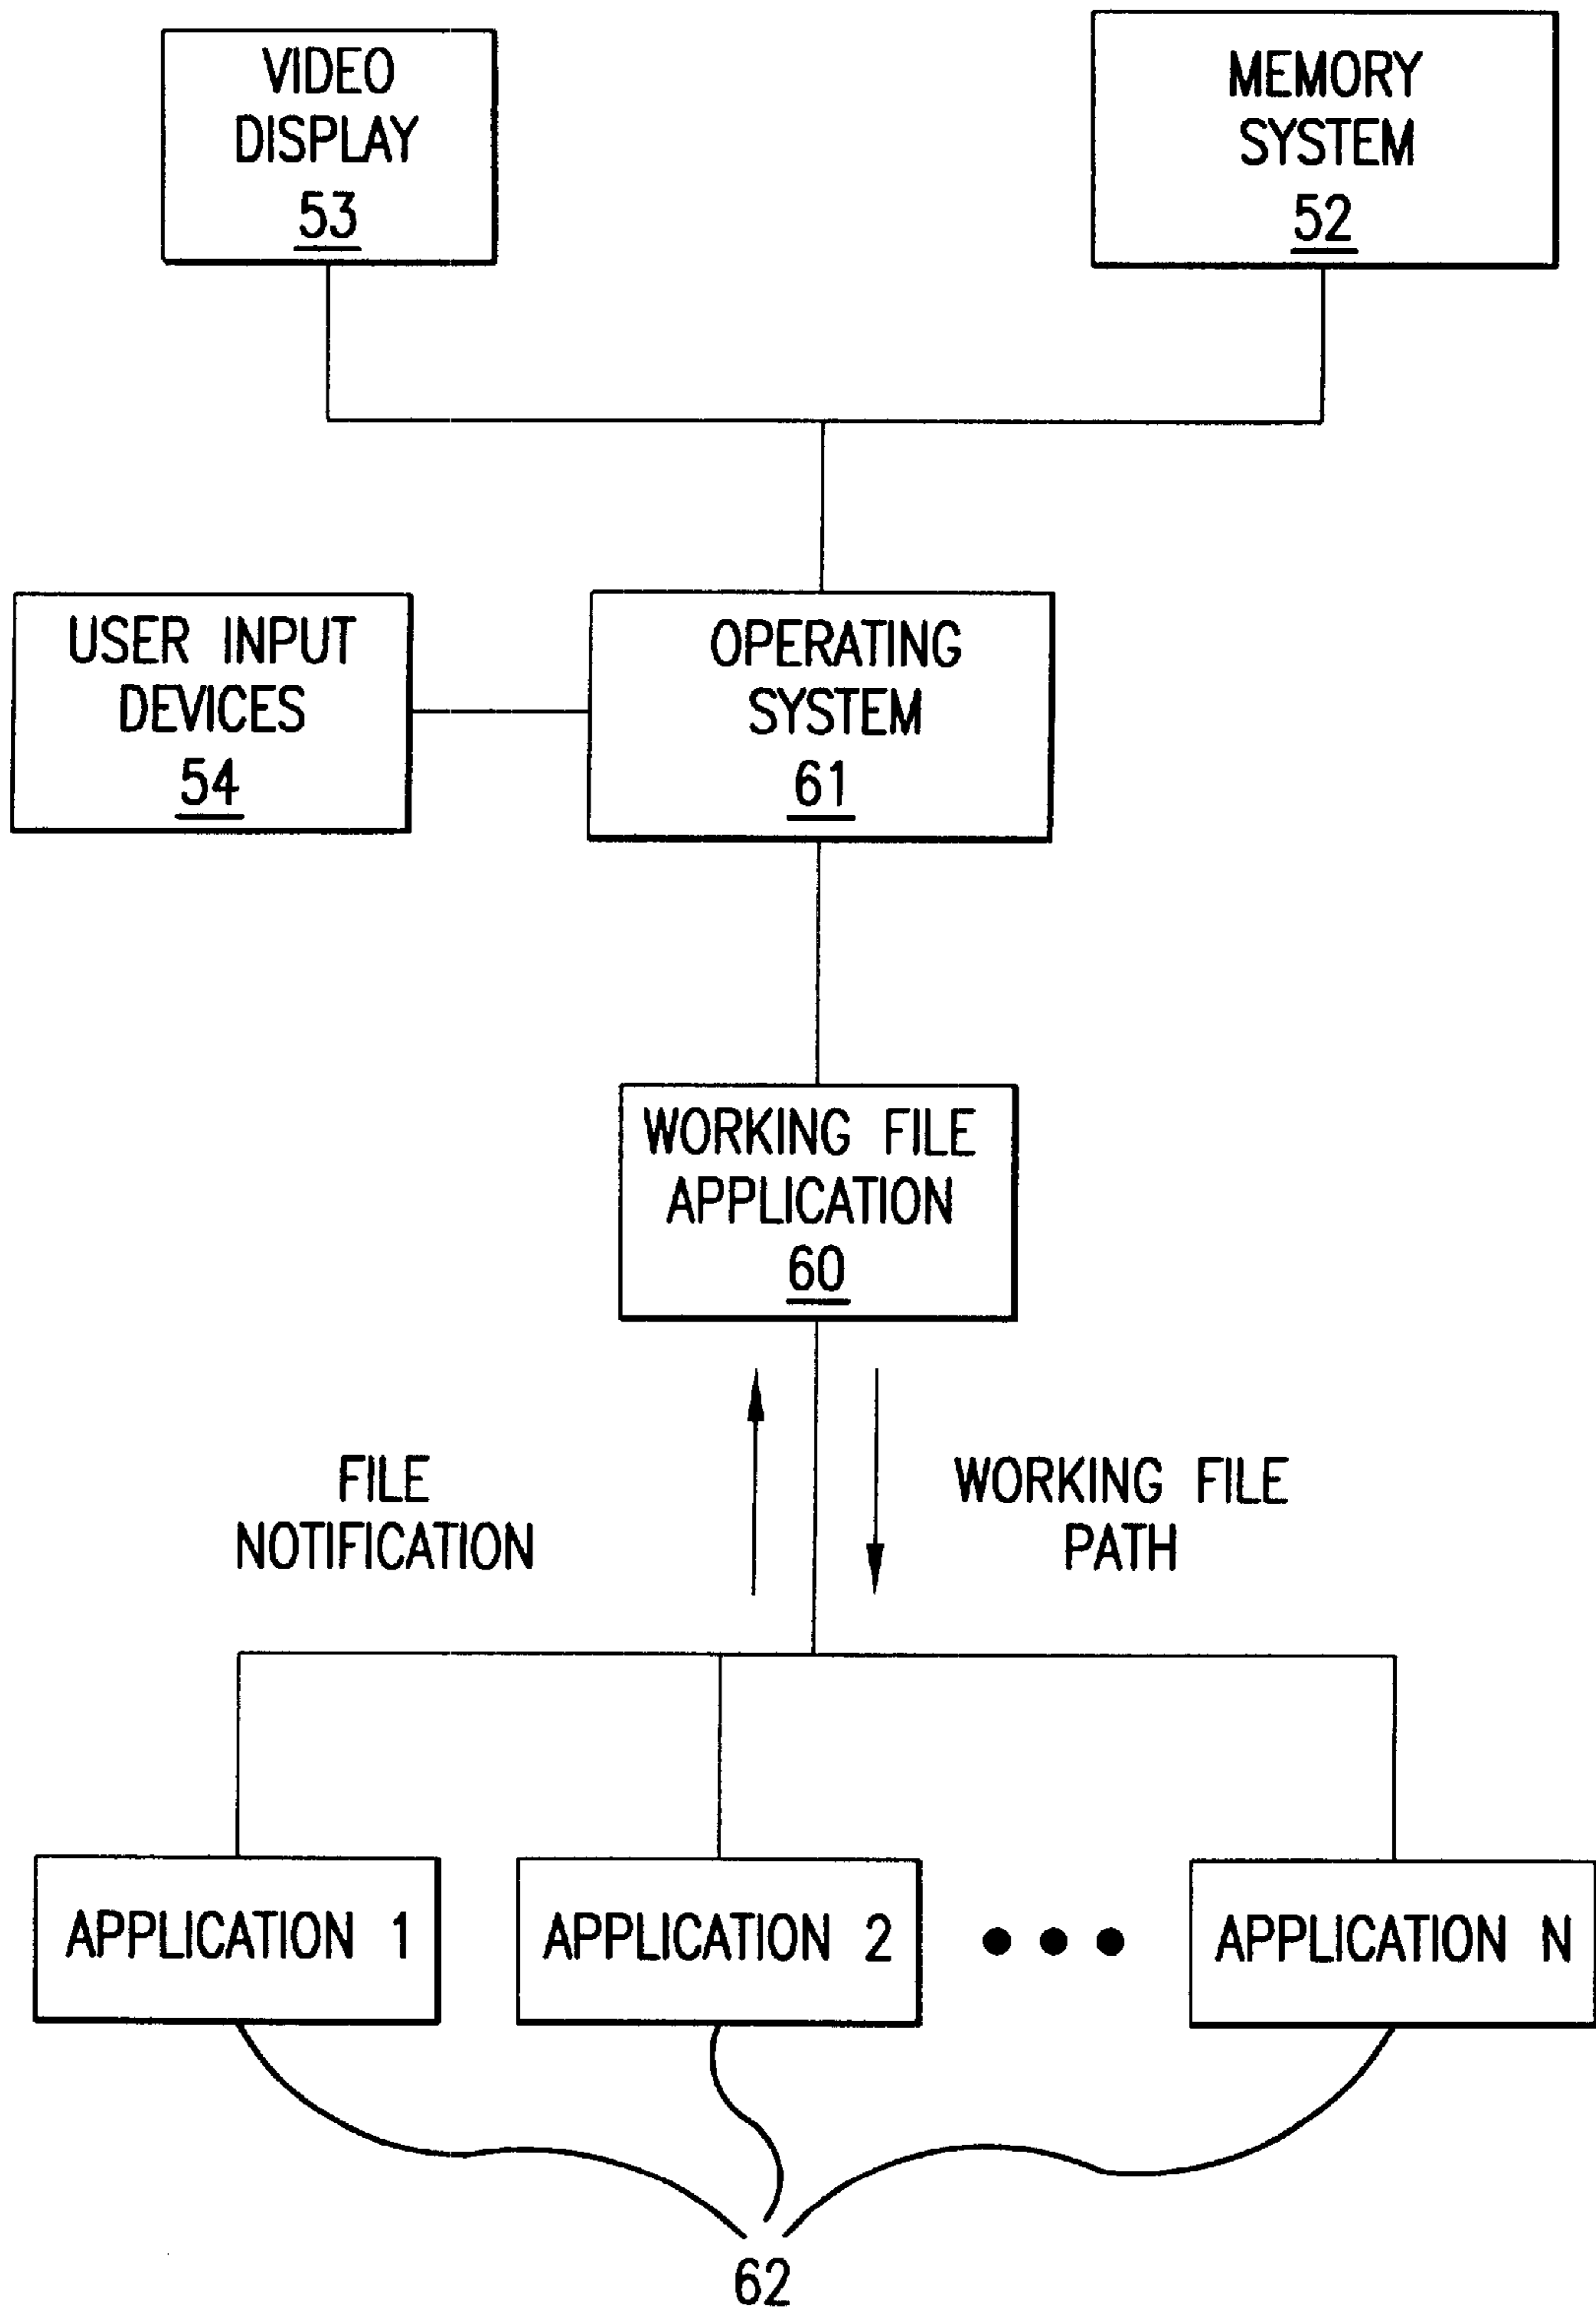 VIDEO
DISPLAY
53
MEMORY
SYSTEM
52
USER INPUT
DEVICES
54
OPERATING
SYSTEM
61
WORKING FILE
APPLICATION
60
FILE
NOTIFICATION
WORKING FILE
PATH
APPLICATION 1
APPLICATION 2
APPLICATION N
62